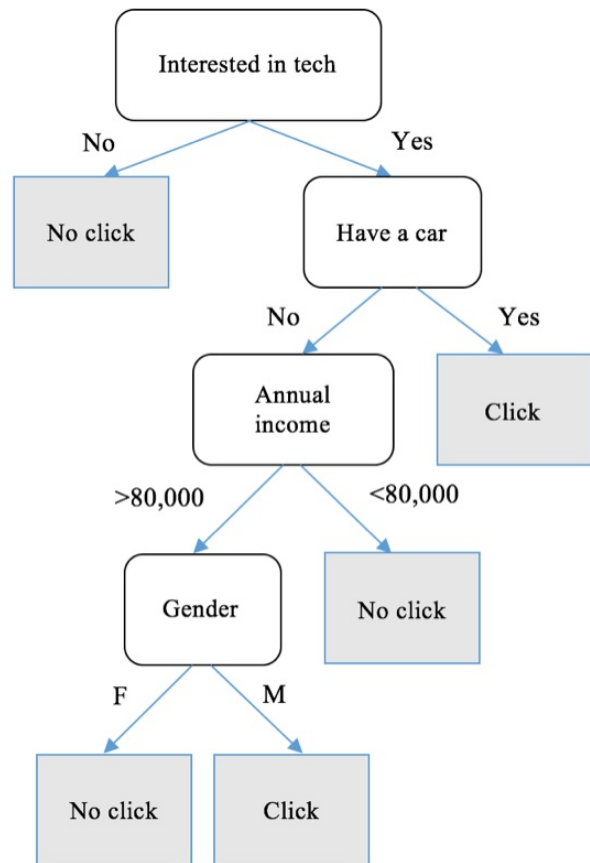 Interested in tech
No
Yes
No click
Have a car
No
Yes
Annual
income
Click
>80,000
<80,000
Gender
No click
F
M
No click
Click